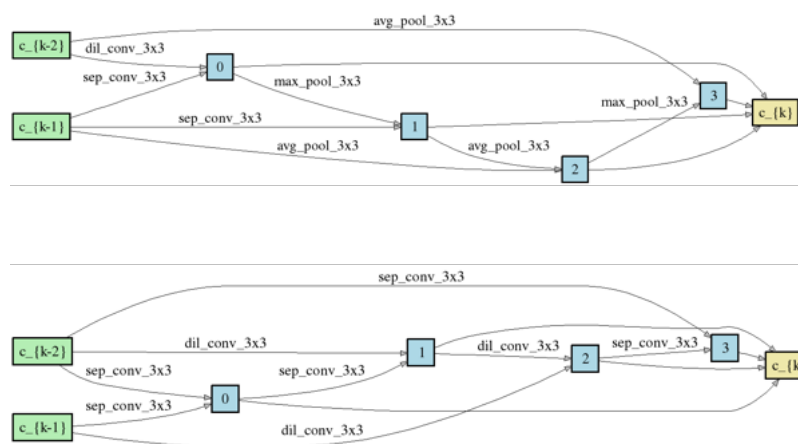 avg_pool_3x3
c_{k-2}
dil_conv_3x3
0
sep_conv_3x3
max_pool_3x3
max_pool_3x3
3
c_{k}
c_{k-1}
sep_conv_3x3
1
avg_pool_3x3
avg_pool_3x3
2
sep_conv_3x3
c_{k-2}
dil_conv_3x3
1
dil_conv_3x3
2
sep_conv_3x3
3
c_{k
sep_conv_3x3
sep_conv_3x3
0
sep_conv_3x3
c_{k-1}
dil_conv_3x3